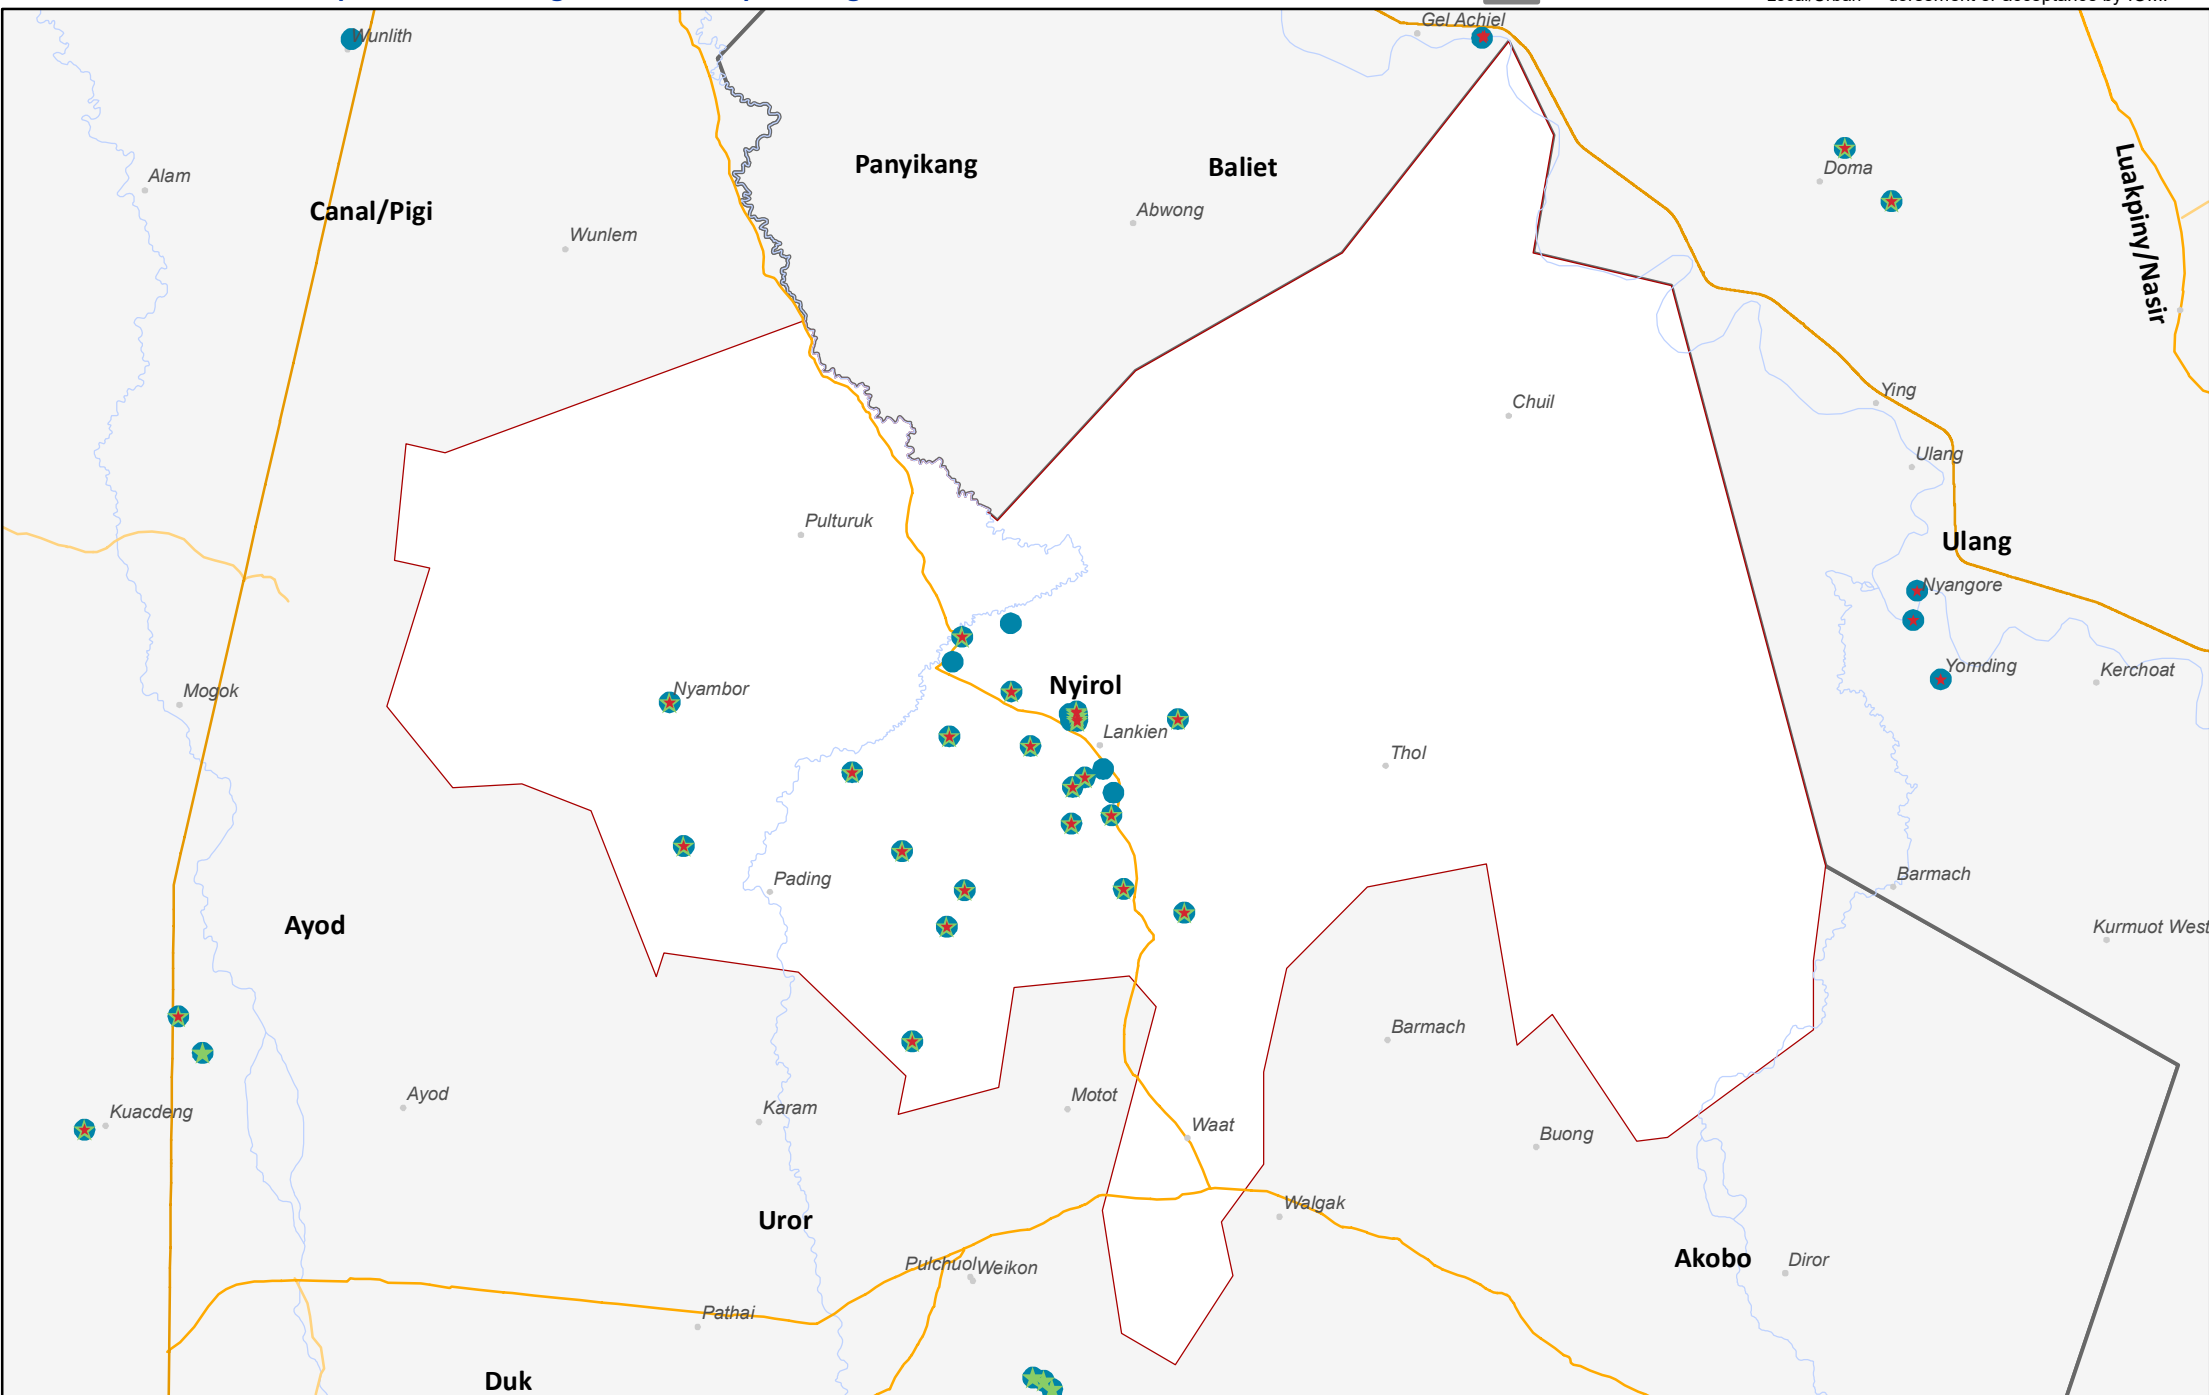 Gel Achiel
Wunlith
Panyikang
Baliet
Doma
Alam
Canal/Pigi
Abwong
Luakpiny/Nasir
Wunlem
Ying
Chuil
Ulang
Pulturuk
Ulang
Nyangore
Yomding
Kerchoat
Nyirol
Mogok
Nyambor
Lankien
Thol
Pading
Barmach
Ayod
Kurmuot West
Barmach
Ayod
Motot
Kuacdeng
Karam
Waat
Buong
Walgak
Uror
Akobo
Diror
Pulchuol
Weikon
Pathai
Duk